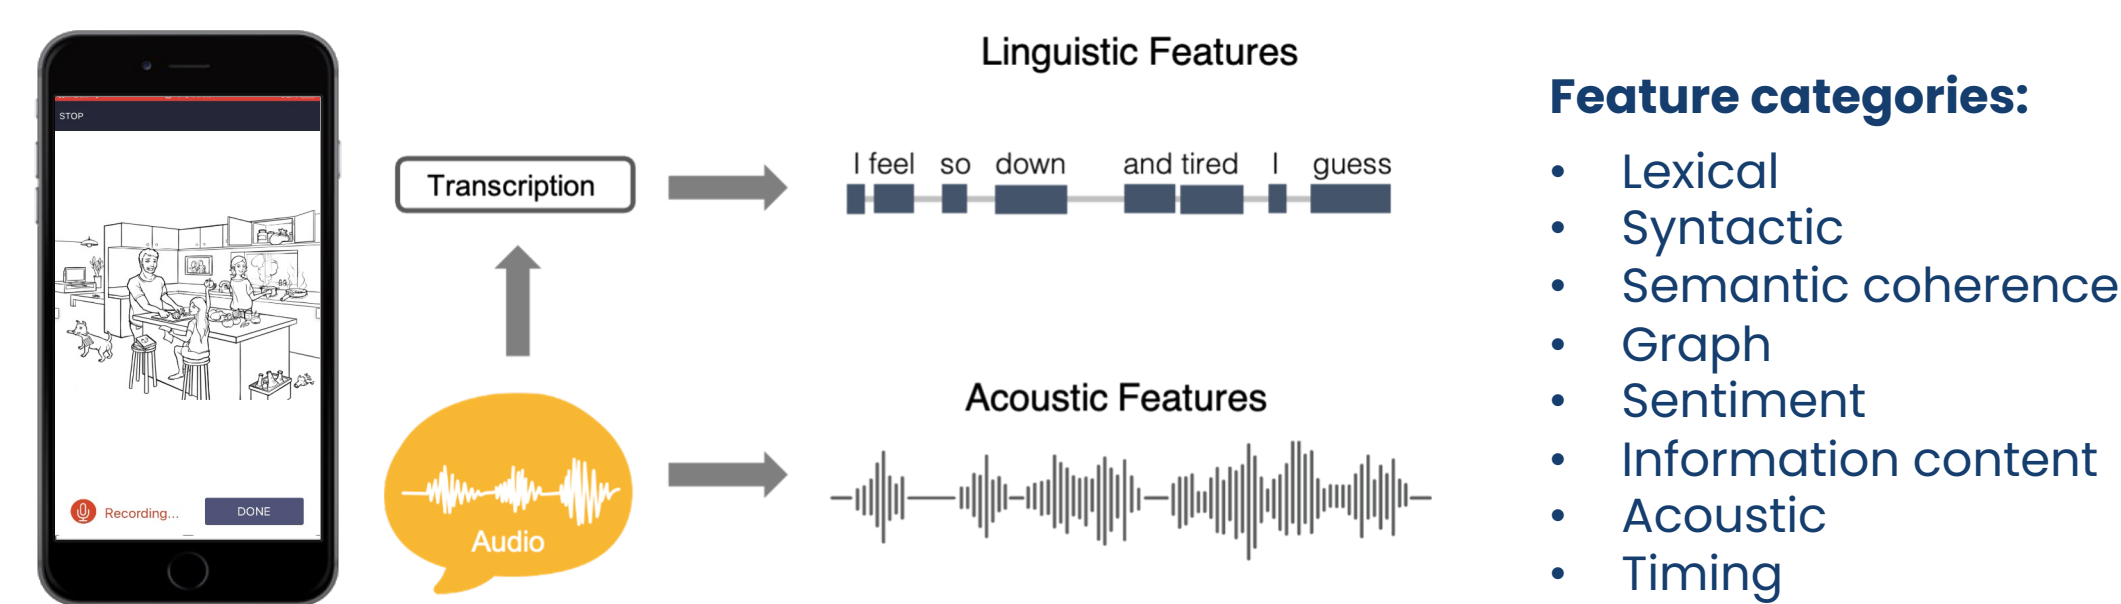 STOP
Recording...
DONE
Transcription
Audio
Linguistic Features
I feel so down and tired I guess
Acoustic Features
Feature categories:
• Lexical
• Syntactic
• Semantic coherence
• Graph
• Sentiment
• Information content
• Acoustic
• Timing